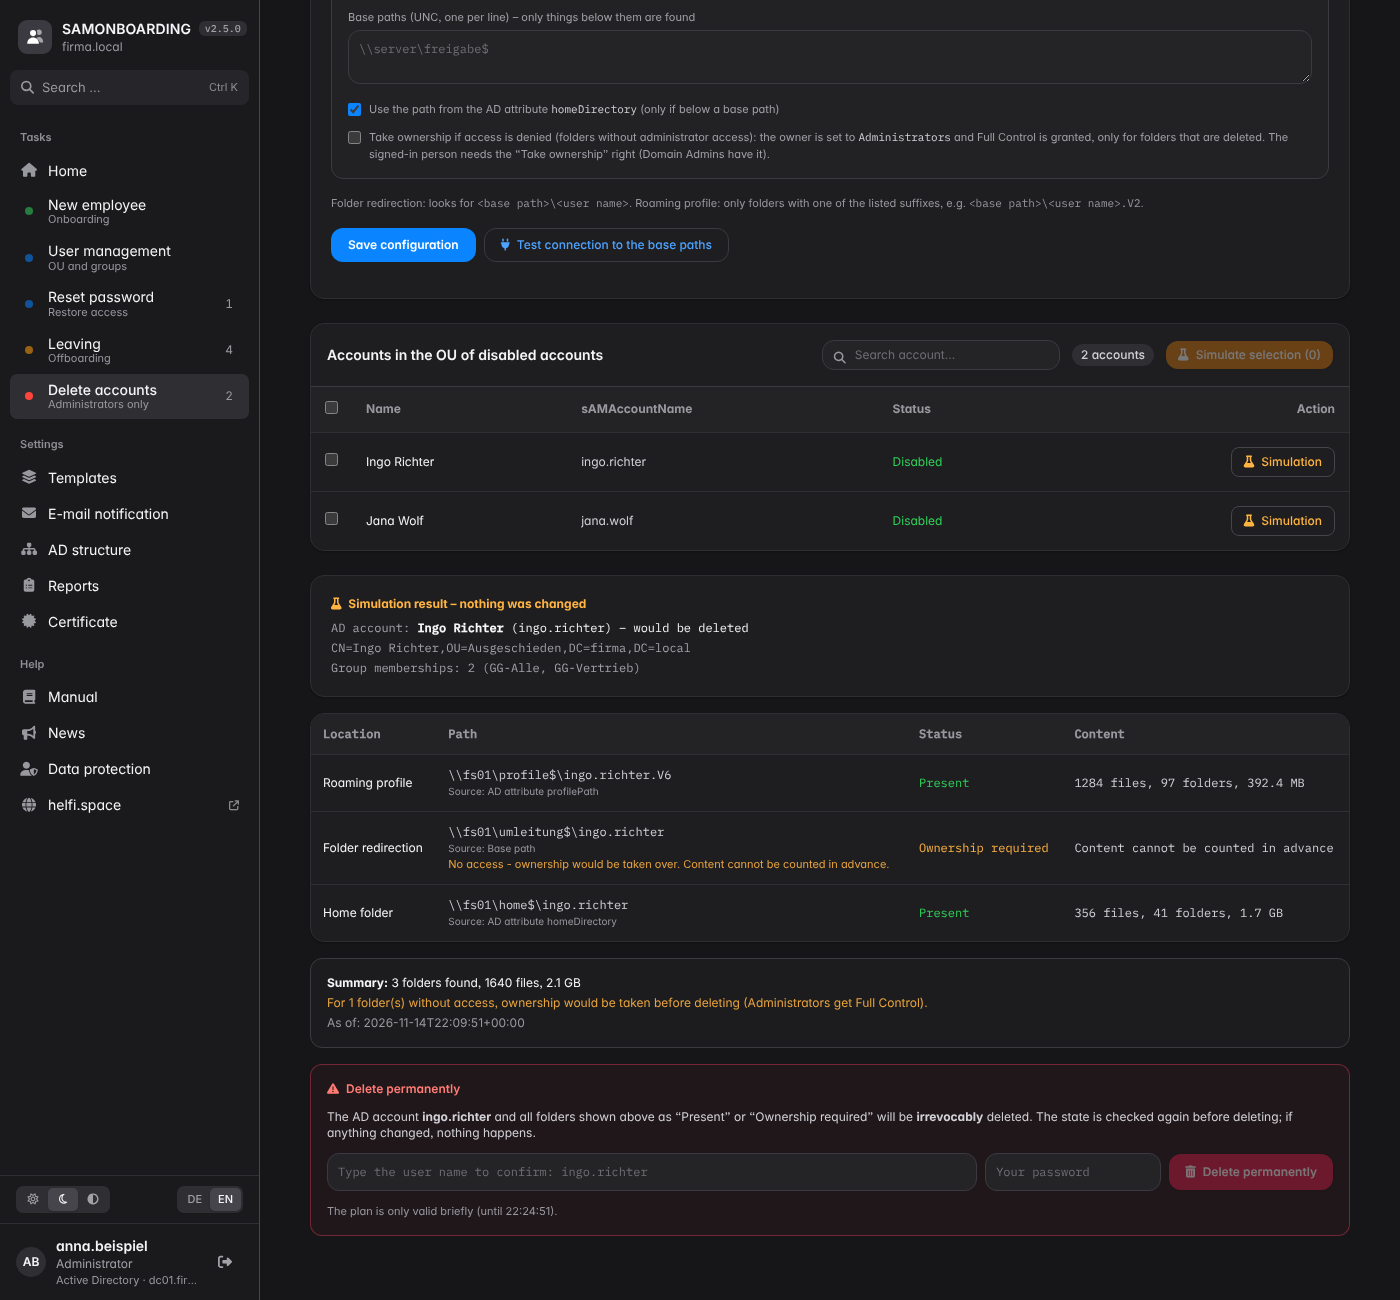 SAMONBOARDING
v2.5.0
firma.local
Search ...
Ctrl K
Tasks
Home
New employee
Onboarding
User management
OU and groups
Reset password
Restore access
1
Leaving
Offboarding
4
Delete accounts
Administrators only
2
Settings
Templates
E-mail notification
AD structure
Reports
Certificate
Help
Manual
News
Data protection
helfi.space
DE
EN
AB
anna.beispiel
Administrator
Active Directory · dc01.fir...
Base paths (UNC, one per line) – only things below them are found
\\server\freigabe$
Use the path from the AD attribute homeDirectory (only if below a base path)
Take ownership if access is denied (folders without administrator access): the owner is set to Administrators and Full Control is granted, only for folders that are deleted. The
signed-in person needs the “Take ownership” right (Domain Admins have it).
Folder redirection: looks for <base path>\<user name>. Roaming profile: only folders with one of the listed suffixes, e.g. <base path>\<user name>.V2.
Save configuration
Test connection to the base paths
Accounts in the OU of disabled accounts
Search account...
2 accounts
Simulate selection (0)
Name
sAMAccountName
Status
Action
Ingo Richter
ingo.richter
Disabled
Simulation
Jana Wolf
jana.wolf
Disabled
Simulation
Simulation result – nothing was changed
AD account: Ingo Richter (ingo.richter) – would be deleted
CN=Ingo Richter,OU=Ausgeschieden,DC=firma,DC=local
Group memberships: 2 (GG-Alle, GG-Vertrieb)
Location
Path
Status
Content
Roaming profile
\\fs01\profile$\ingo.richter.V6
Source: AD attribute profilePath
Present
1284 files, 97 folders, 392.4 MB
Folder redirection
\\fs01\umleitung$\ingo.richter
Source: Base path
No access - ownership would be taken over. Content cannot be counted in advance.
Ownership required
Content cannot be counted in advance
Home folder
\\fs01\home$\ingo.richter
Source: AD attribute homeDirectory
Present
356 files, 41 folders, 1.7 GB
Summary: 3 folders found, 1640 files, 2.1 GB
For 1 folder(s) without access, ownership would be taken before deleting (Administrators get Full Control).
As of: 2026-11-14T22:09:51+00:00
Delete permanently
The AD account ingo.richter and all folders shown above as “Present” or “Ownership required” will be irrevocably deleted. The state is checked again before deleting; if
anything changed, nothing happens.
Type the user name to confirm: ingo.richter
Your password
Delete permanently
The plan is only valid briefly (until 22:24:51).